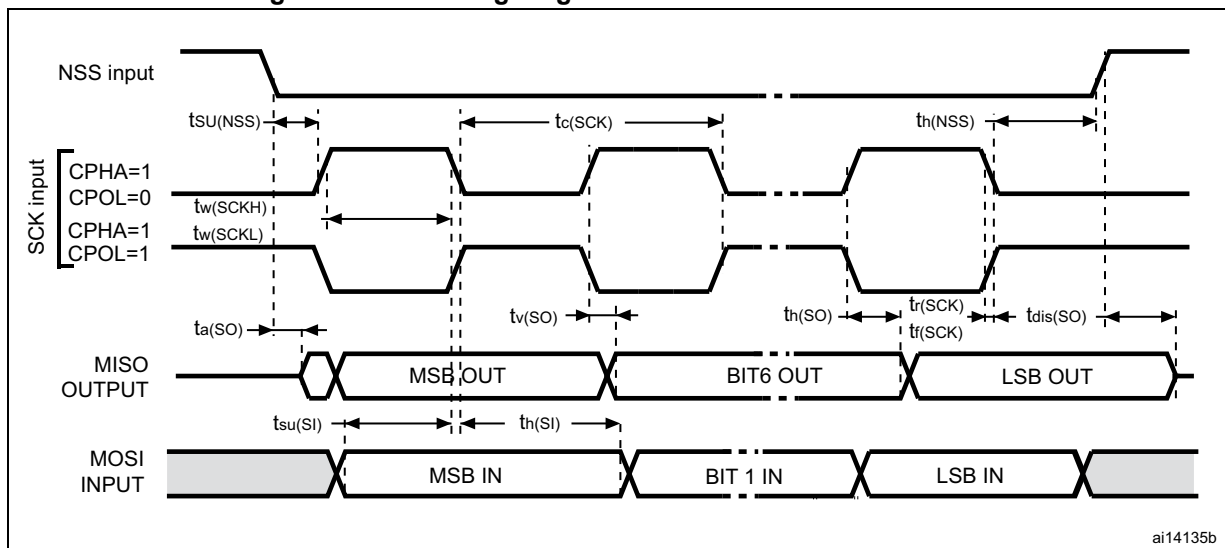 NSS input
tSU(NSS)
tc(SCK)
th(NSS)
SCK input
CPHA=1
CPOL=0
tw(SCKH)
CPHA=1
tw(SCKL)
CPOL=1
ta(SO)
tv(SO)
th(SO)
tr(SCK)
tf(SCK)
tdis(SO)
MISO
OUTPUT
MSB OUT
BIT6 OUT
LSB OUT
tsu(SI)
th(SI)
MOSI
INPUT
MSB IN
BIT 1 IN
LSB IN
ai14135b